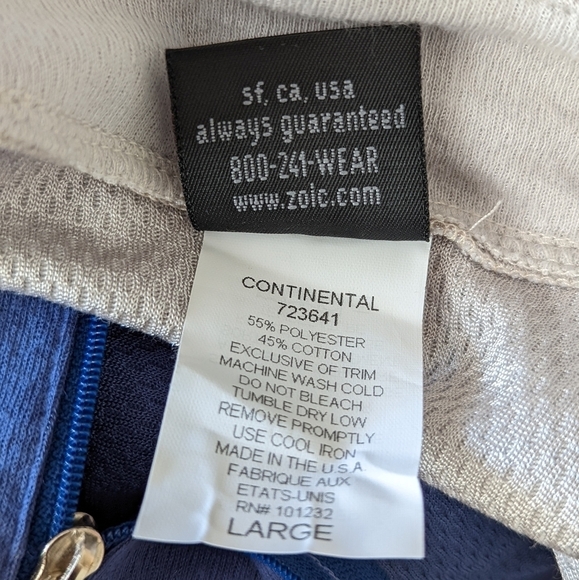 sf, ca, usa
always guaranteed
800-241-WEAR
www.zoic.com
CONTINENTAL
723641
55% POLYESTER
45% COTTON
EXCLUSIVE OF TRIM
MACHINE WASH COLD
DO NOT BLEACH
TUMBLE DRY LOW
REMOVE PROMPTLY
USE COOL IRON
MADE IN THE U.S.A.
FABRIQUE AUX
ETATS-UNIS
RN# 101232
LARGE